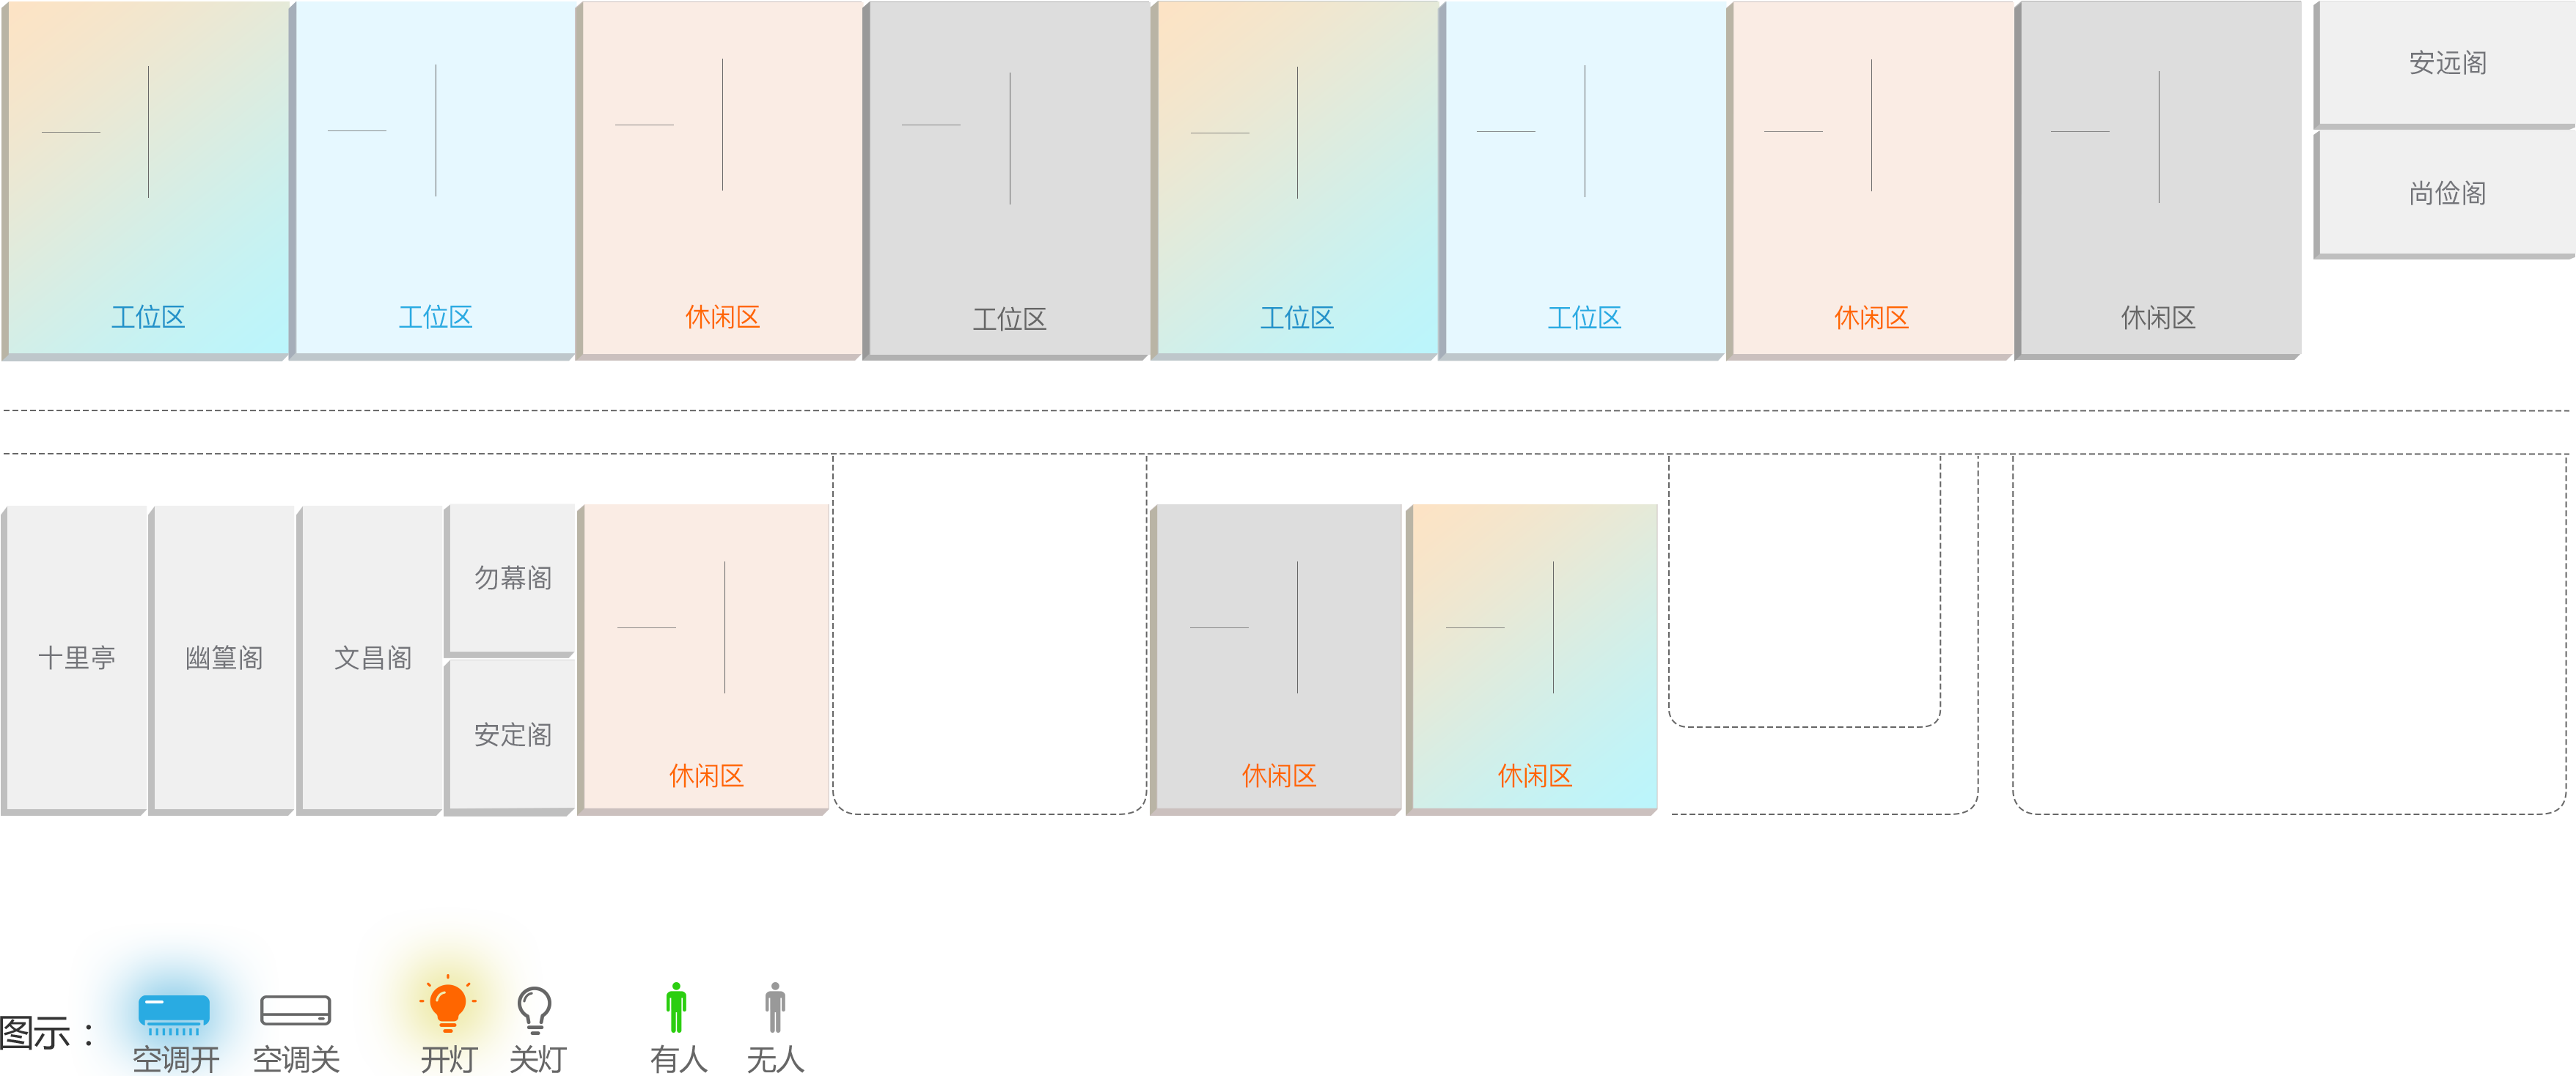 工位区
工位区
休闲区
工位区
工位区
工位区
休闲区
休闲区
安远阁
尚俭阁
十里亭
幽篁阁
文昌阁
勿幕阁
安定阁
休闲区
休闲区
休闲区
图示：
空调开
空调关
开灯
关灯
有人
无人